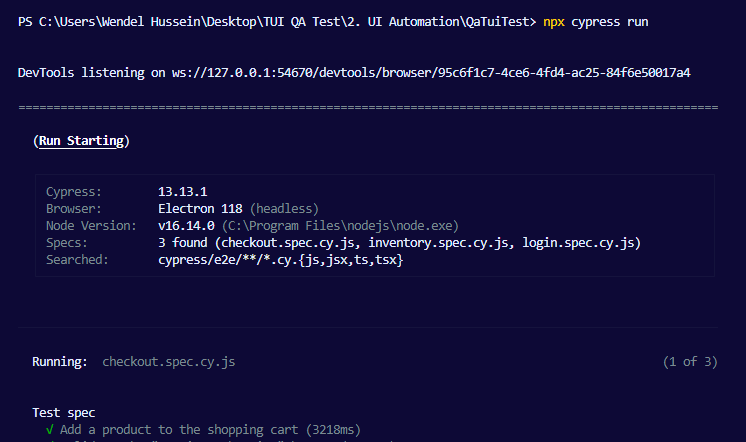 PS C:\Users\Wendel Hussein\Desktop\TUI QA Test\2. UI Automation\QaTuiTest> npx cypress run
DevTools listening on ws://127.0.0.1:54670/devtools/browser/95c6f1c7-4ce6-4fd4-ac25-84f6e50017a4
====================================================================================================
(Run Starting)
Cypress: 13.13.1
Browser: Electron 118 (headless)
Node Version: v16.14.0 (C:\Program Files\nodejs\node.exe)
Specs: 3 found (checkout.spec.cy.js, inventory.spec.cy.js, login.spec.cy.js)
Searched: cypress/e2e/**/*.cy.{js,jsx,ts,tsx}
Running: checkout.spec.cy.js (1 of 3)
Test spec
√ Add a product to the shopping cart (3218ms)